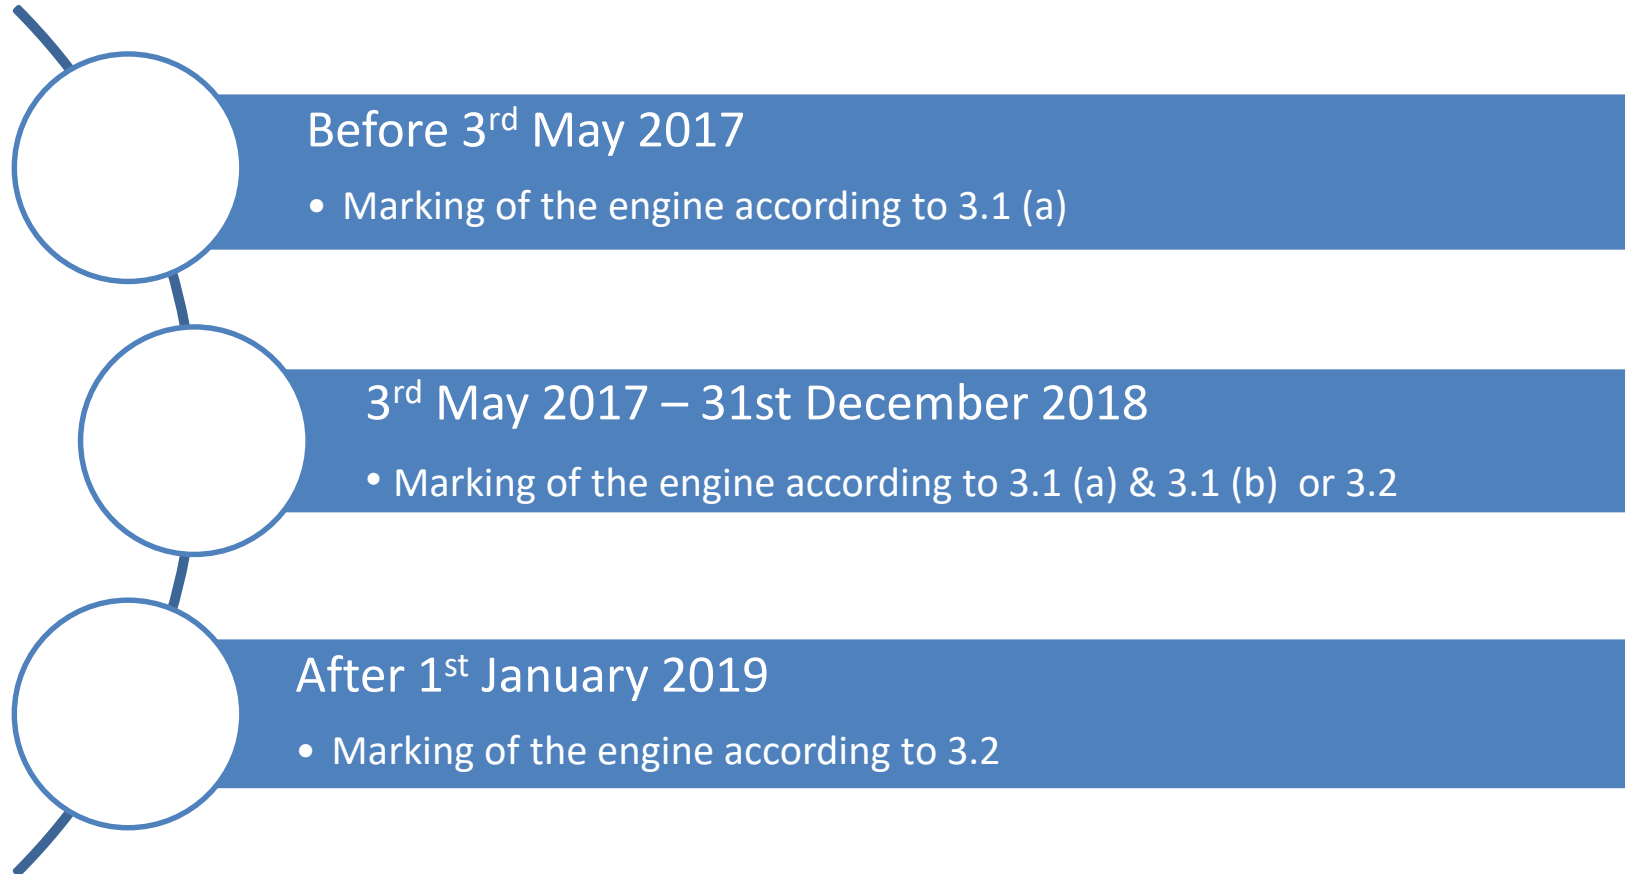 Before 3rd May 2017
• Marking of the engine according to 3.1 (a)
3rd May 2017 – 31st December 2018
• Marking of the engine according to 3.1 (a) & 3.1 (b)  or 3.2
After 1st January 2019
• Marking of the engine according to 3.2